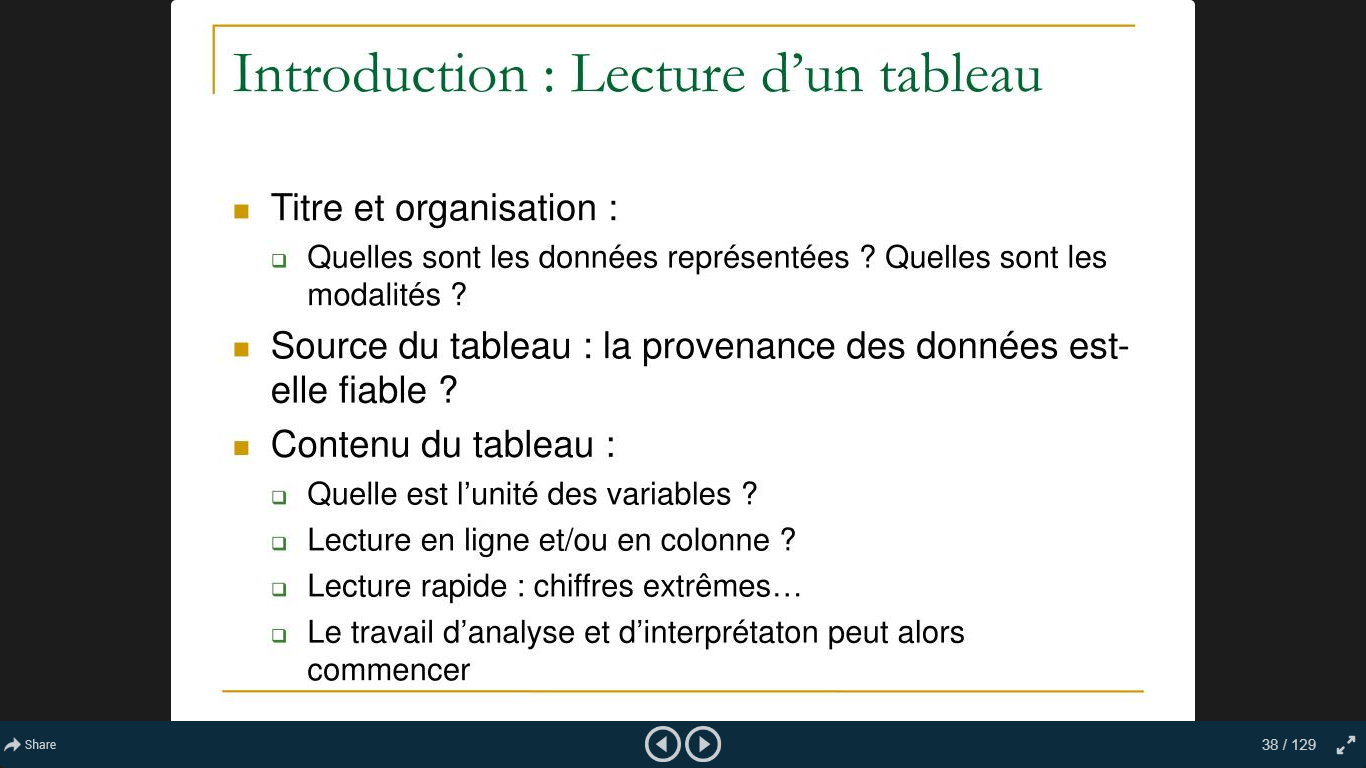 Introduction : Lecture d’un tableau
Titre et organisation :
Quelles sont les données représentées ? Quelles sont les
modalités ?
Source du tableau : la provenance des données est-
elle fiable ?
Contenu du tableau :
Quelle est l’unité des variables ?
Lecture en ligne et/ou en colonne ?
Lecture rapide : chiffres extrêmes…
Le travail d’analyse et d’interprétaton peut alors
commencer
Share
38 / 129